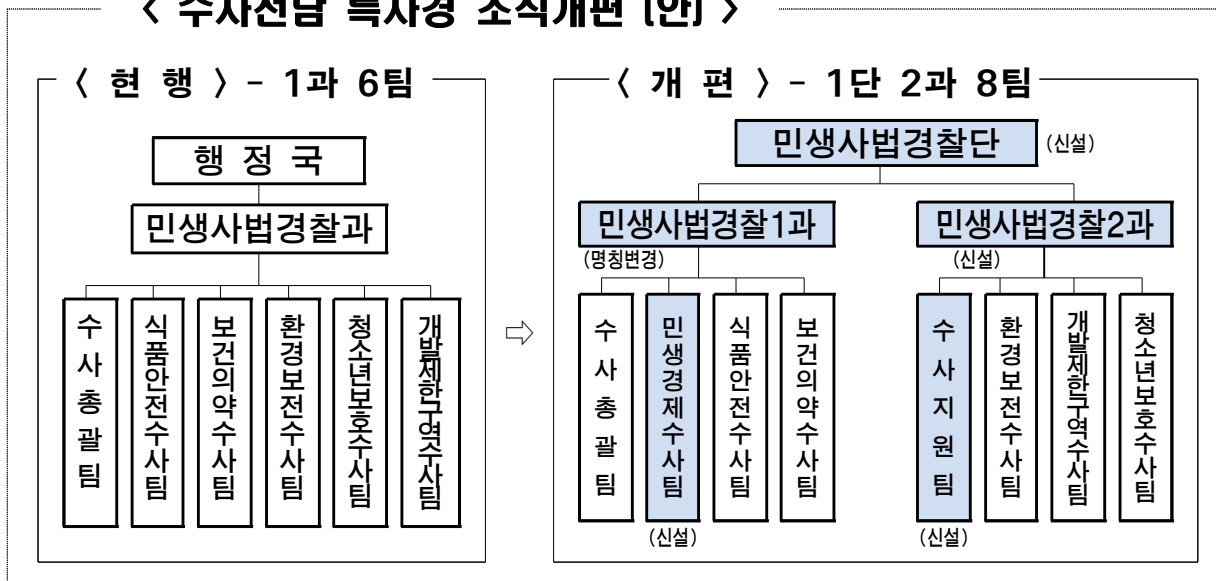 〈 수사전담 특사경 조직개편 (안) 〉
〈 현 행 〉- 1과 6팀
행 정 국
민생사법경찰과
수사총괄팀
식품안전수사팀
보건의약수사팀
환경보전수사팀
청소년보호수사팀
개발제한구역수사팀
⇨
〈 개 편 〉- 1단 2과 8팀
민생사법경찰단 (신설)
민생사법경찰1과
(명칭변경)
수사총괄팀
민생경제수사팀
(신설)
식품안전수사팀
보건의약수사팀
민생사법경찰2과
(신설)
수사지원팀
(신설)
환경보전수사팀
개발제한구역수사팀
청소년보호수사팀